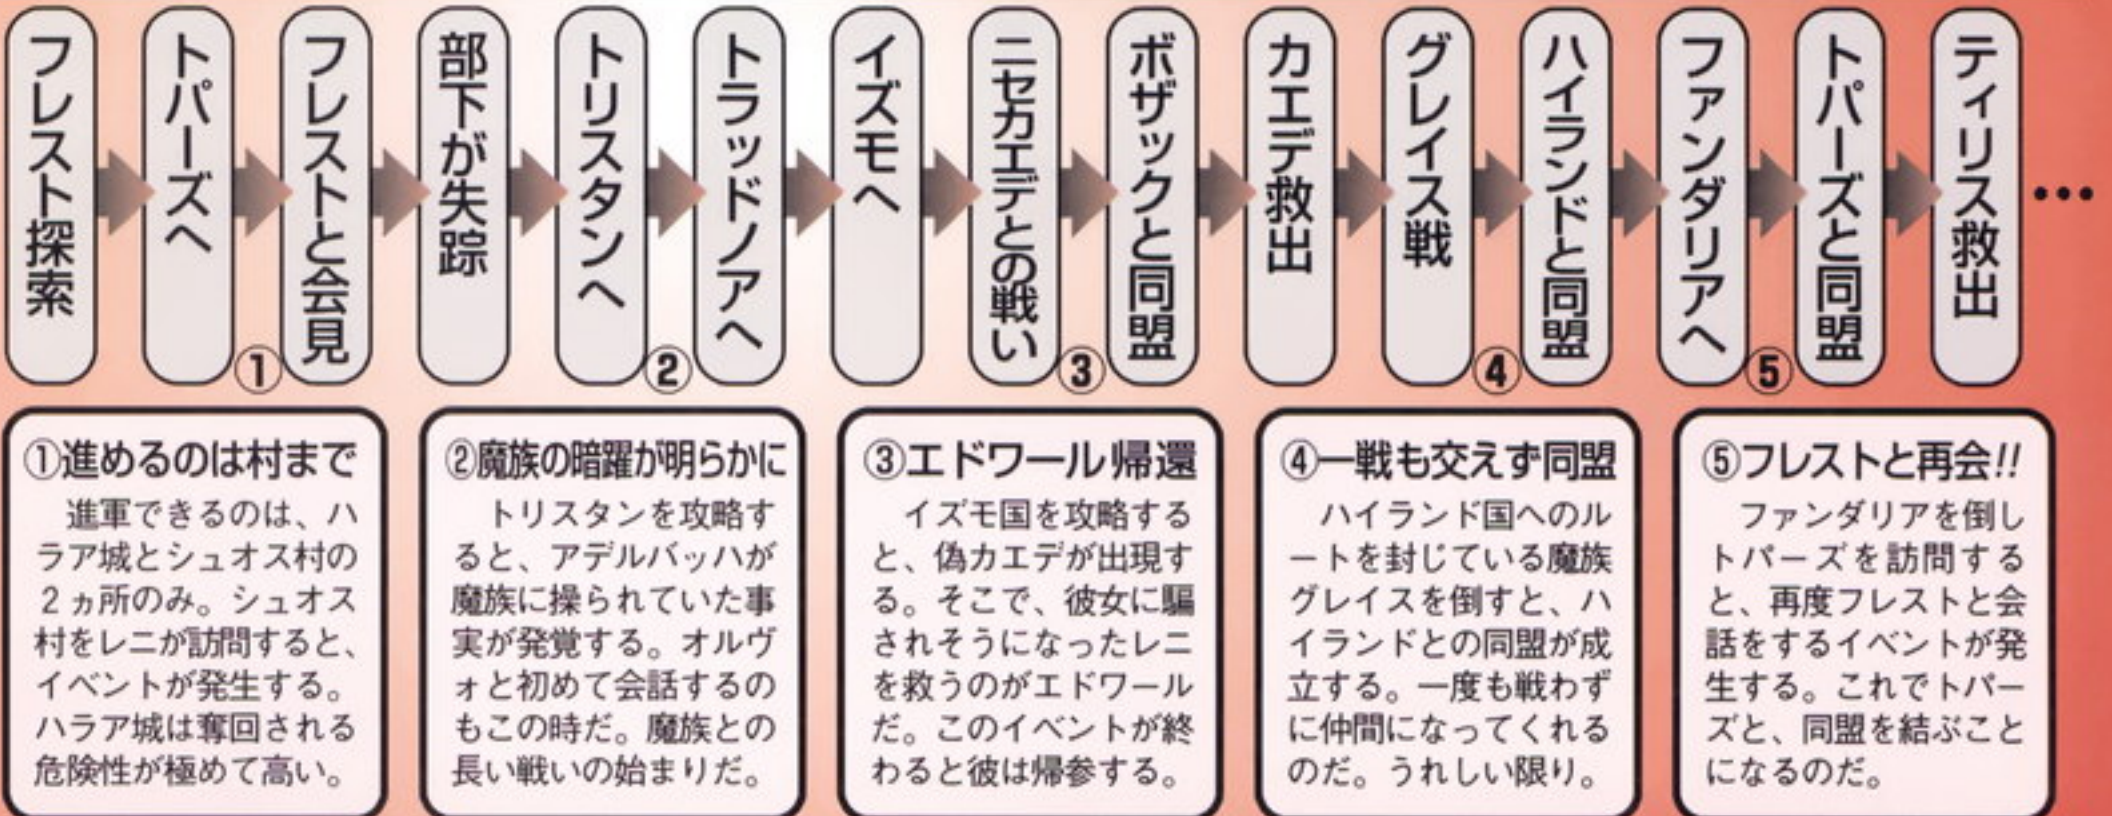 フレスト探索
トパーズへ
フレストと会見
部下が失踪
トリスタンへ
トラッドノアへ
イズモへ
ニセカエデとの戦い
ボザックと同盟
カエデ救出
グレイス戦
ハイランドと同盟
ファンダリアへ
トパーズと同盟
ティリス救出
…
①
②
③
④
⑤
①進めるのは村まで
進軍できるのは、ハ
ラア城とシュオス村の
2ヵ所のみ。シュオス
村をレニが訪問すると、
イベントが発生する。
ハラア城は奪回される
危険性が極めて高い。
②魔族の暗躍が明らかに
トリスタンを攻略す
ると、アデルバッハが
魔族に操られていた事
実が発覚する。オルヴ
ォと初めて会話するの
もこの時だ。魔族との
長い戦いの始まりだ。
③エドワール帰還
イズモ国を攻略する
と、偽カエデが出現す
る。そこで、彼女に騙
されそうになったレニ
を救うのがエドワール
だ。このイベントが終
わると彼は帰参する。
④一戦も交えず同盟
ハイランド国へのル
ートを封じている魔族
グレイスを倒すと、ハ
イランドとの同盟が成
立する。一度も戦わず
に仲間になってくれる
のだ。うれしい限り。
⑤フレストと再会!!
ファンダリアを倒し
トパーズを訪問する
と、再度フレストと会
話をするイベントが発
生する。これでトパー
ズと、同盟を結ぶこと
になるのだ。